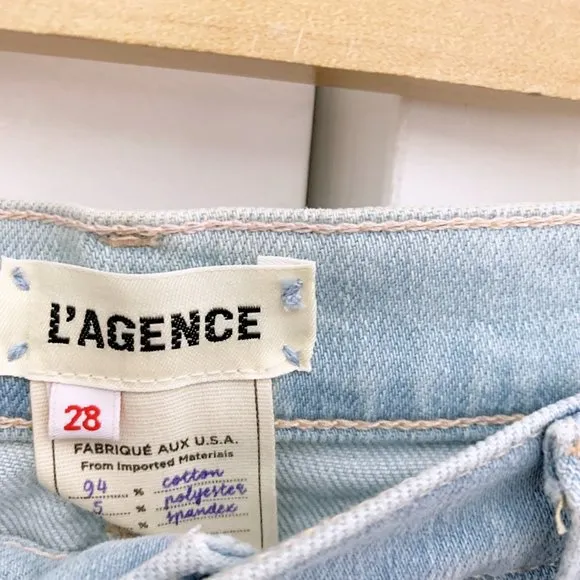 L'AGENCE
28
FABRIQUÉ AUX U.S.A.
From Imported Materials
94 % cotton
5 % polyester
% spandex